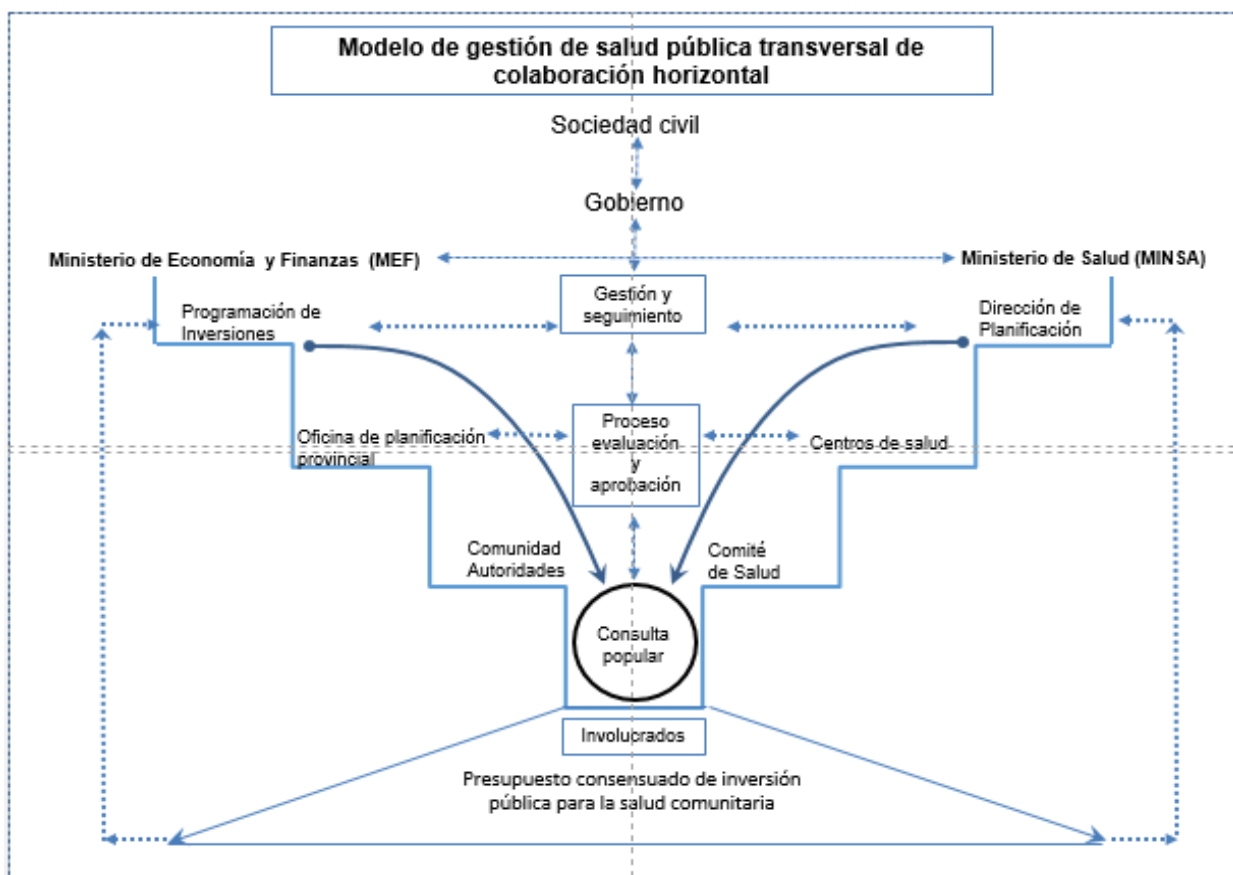 Modelo de gestión de salud pública transversal de
colaboración horizontal
Sociedad civil
Gobierno
Ministerio de Economía y Finanzas (MEF)
Ministerio de Salud (MINSA)
Programación de
Inversiones
Gestión y
seguimiento
Dirección de
Planificación
Oficina de planificación
provincial
Proceso
evaluación
y
aprobación
Centros de salud
Comunidad
Autoridades
Comité
de Salud
Consulta
popular
Involucrados
Presupuesto consensuado de inversión
pública para la salud comunitaria